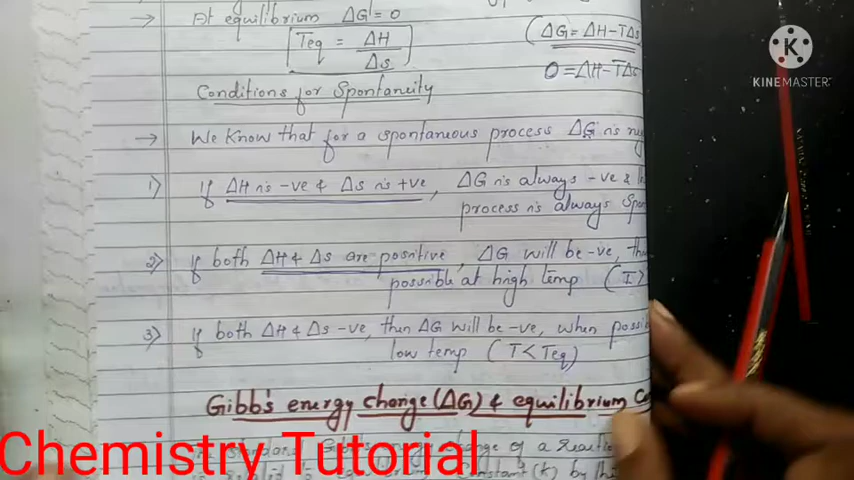 → At equilibrium ΔG = 0
Teq = ΔH / ΔS
(ΔG = ΔH-TΔS
0 = ΔH-TΔS
Conditions for Spontaneity
→ We know that for a spontaneous process ΔG is
1) If ΔH is -ve & ΔS is +ve, ΔG is always -ve &
process is always
2) If both ΔH & ΔS are positive, ΔG will be -ve,
possible at high temp (
3) If both ΔH & ΔS -ve, then ΔG will be -ve, when
low temp (T < Teq)
Gibb's energy change (ΔG) & equilibrium
change of a
Constant (K) by
K
KINEMASTER
Chemistry Tutorial